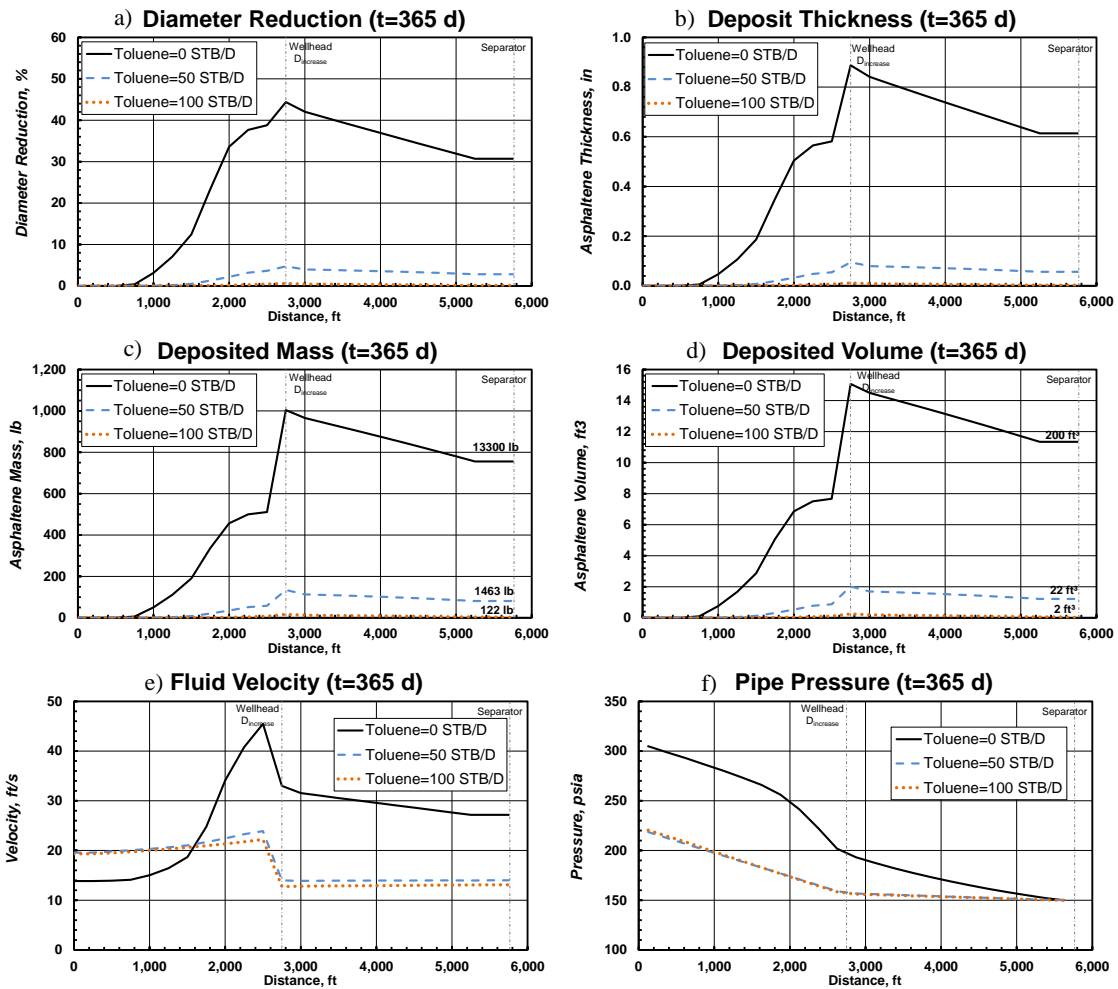 a) Diameter Reduction (t=365 d)
60
50
40
30
20
10
0
Diameter Reduction, %
Toluene=0 STB/D
Toluene=50 STB/D
Toluene=100 STB/D
Wellhead
Dincrease
Separator
0 1,000 2,000 3,000 4,000 5,000 6,000
Distance, ft
b) Deposit Thickness (t=365 d)
1.0
0.8
0.6
0.4
0.2
0.0
Asphaltene Thickness, in
Toluene=0 STB/D
Toluene=50 STB/D
Toluene=100 STB/D
Wellhead
Dincrease
Separator
0 1,000 2,000 3,000 4,000 5,000 6,000
Distance, ft
c) Deposited Mass (t=365 d)
1,200
1,000
800
600
400
200
0
Asphaltene Mass, lb
Toluene=0 STB/D
Toluene=50 STB/D
Toluene=100 STB/D
Wellhead
Dincrease
Separator
13300 lb
1463 lb
122 lb
0 1,000 2,000 3,000 4,000 5,000 6,000
Distance, ft
d) Deposited Volume (t=365 d)
16
14
12
10
8
6
4
2
0
Asphaltene Volume, ft3
Toluene=0 STB/D
Toluene=50 STB/D
Toluene=100 STB/D
Wellhead
Dincrease
Separator
200 ft³
22 ft³
2 ft³
0 1,000 2,000 3,000 4,000 5,000 6,000
Distance, ft
e) Fluid Velocity (t=365 d)
50
40
30
20
10
0
Velocity, ft/s
Wellhead
Dincrease
Separator
Toluene=0 STB/D
Toluene=50 STB/D
Toluene=100 STB/D
0 1,000 2,000 3,000 4,000 5,000 6,000
Distance, ft
f) Pipe Pressure (t=365 d)
350
300
250
200
150
100
Pressure, psia
Wellhead
Dincrease
Separator
Toluene=0 STB/D
Toluene=50 STB/D
Toluene=100 STB/D
0 1,000 2,000 3,000 4,000 5,000 6,000
Distance, ft